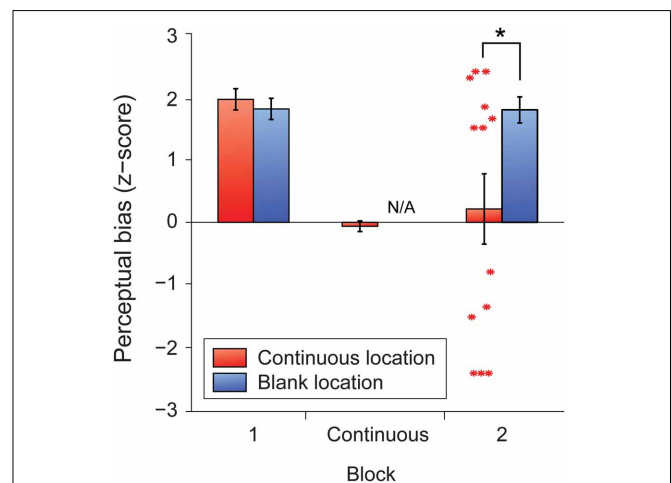 3
2
1
0
−1
−2
−3
Perceptual bias (z−score)
*
N/A
Continuous location
Blank location
1 Continuous 2
Block